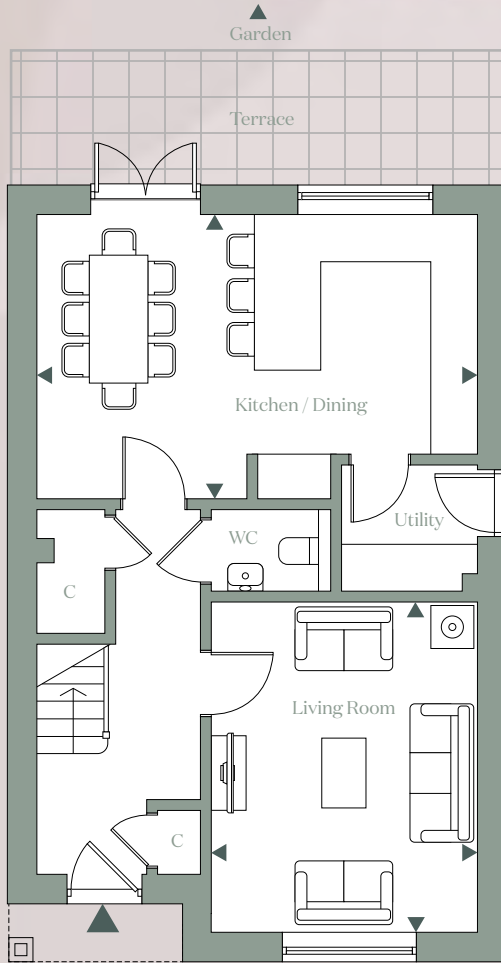 Garden
Terrace
Kitchen / Dining
Utility
WC
C
Living Room
C